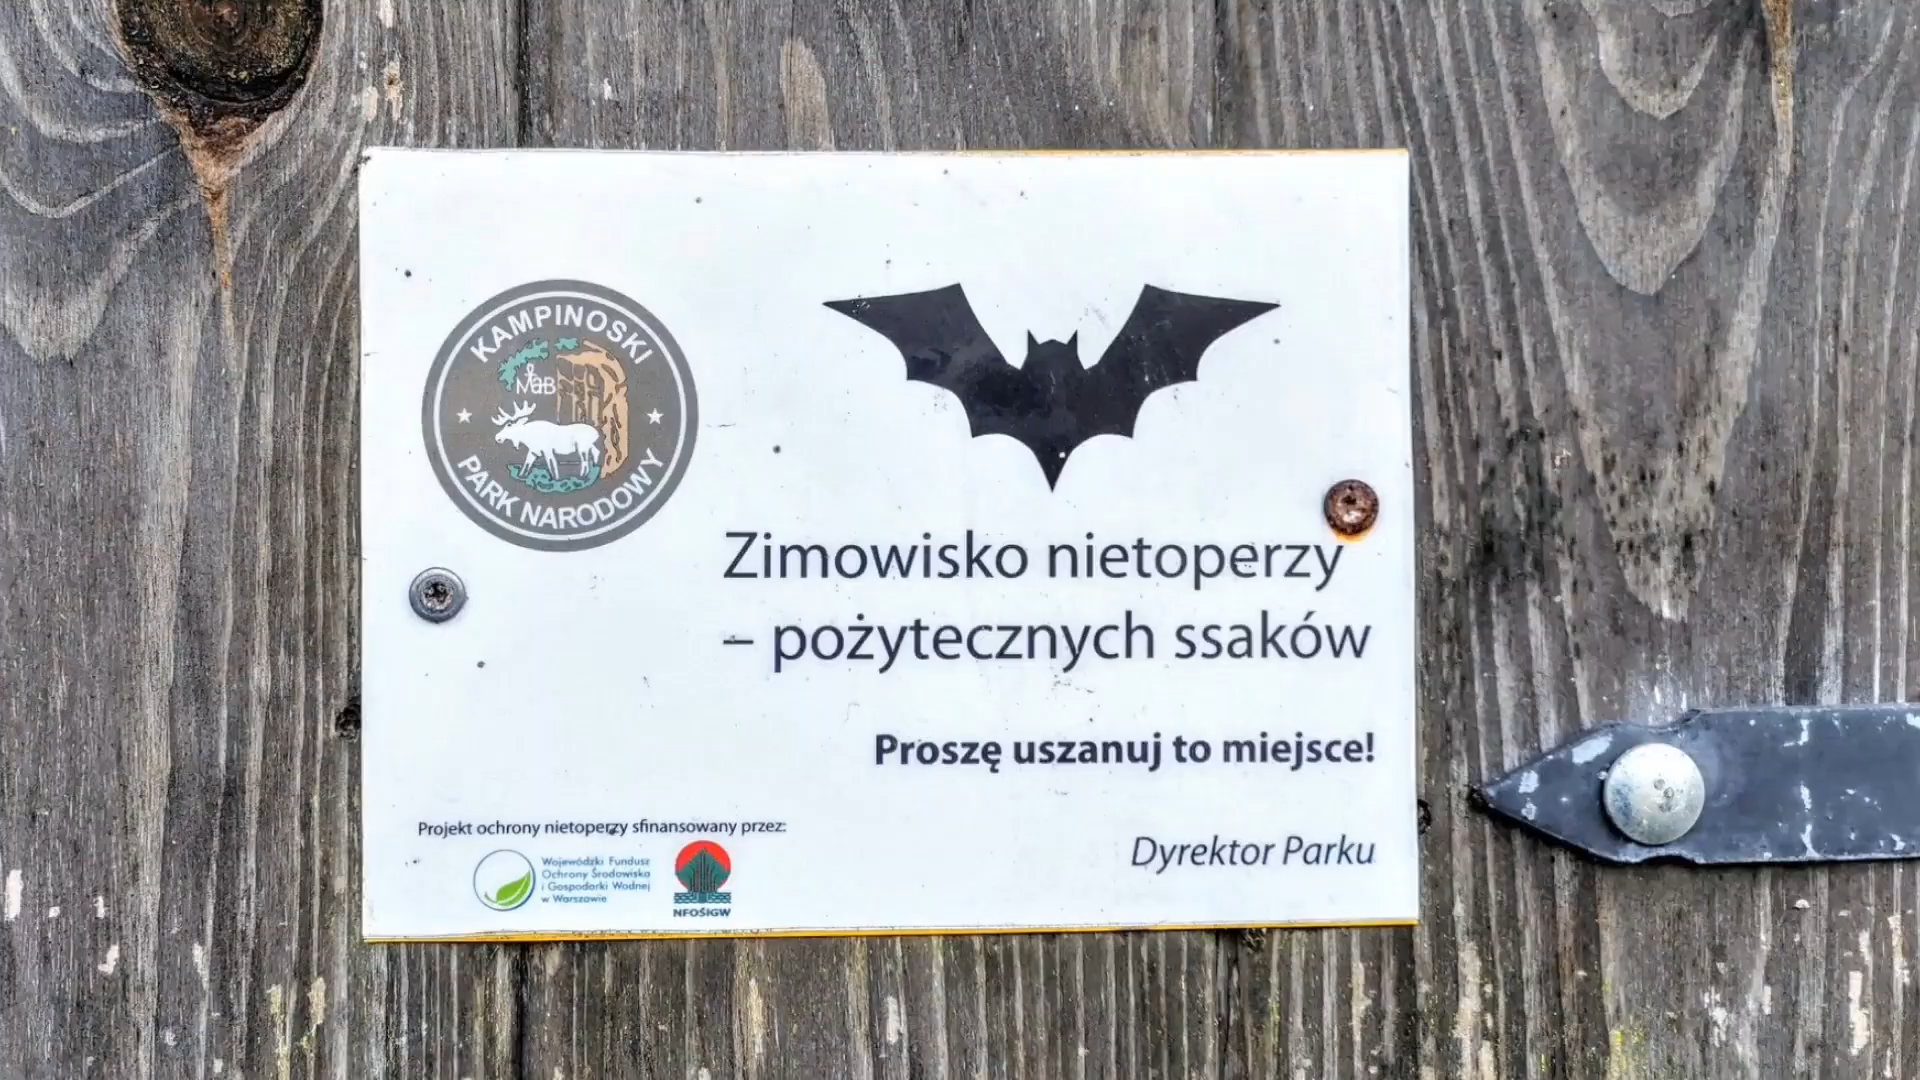 KAMPINOSKI
MaB
PARK NARODOWY
Zimowisko nietoperzy
– pożytecznych ssaków
Proszę uszanuj to miejsce!
Dyrektor Parku
Projekt ochrony nietoperzy sfinansowany przez:
Wojewódzki Fundusz
Ochrony Środowiska
i Gospodarki Wodnej
w Warszawie
NFOŚIGW